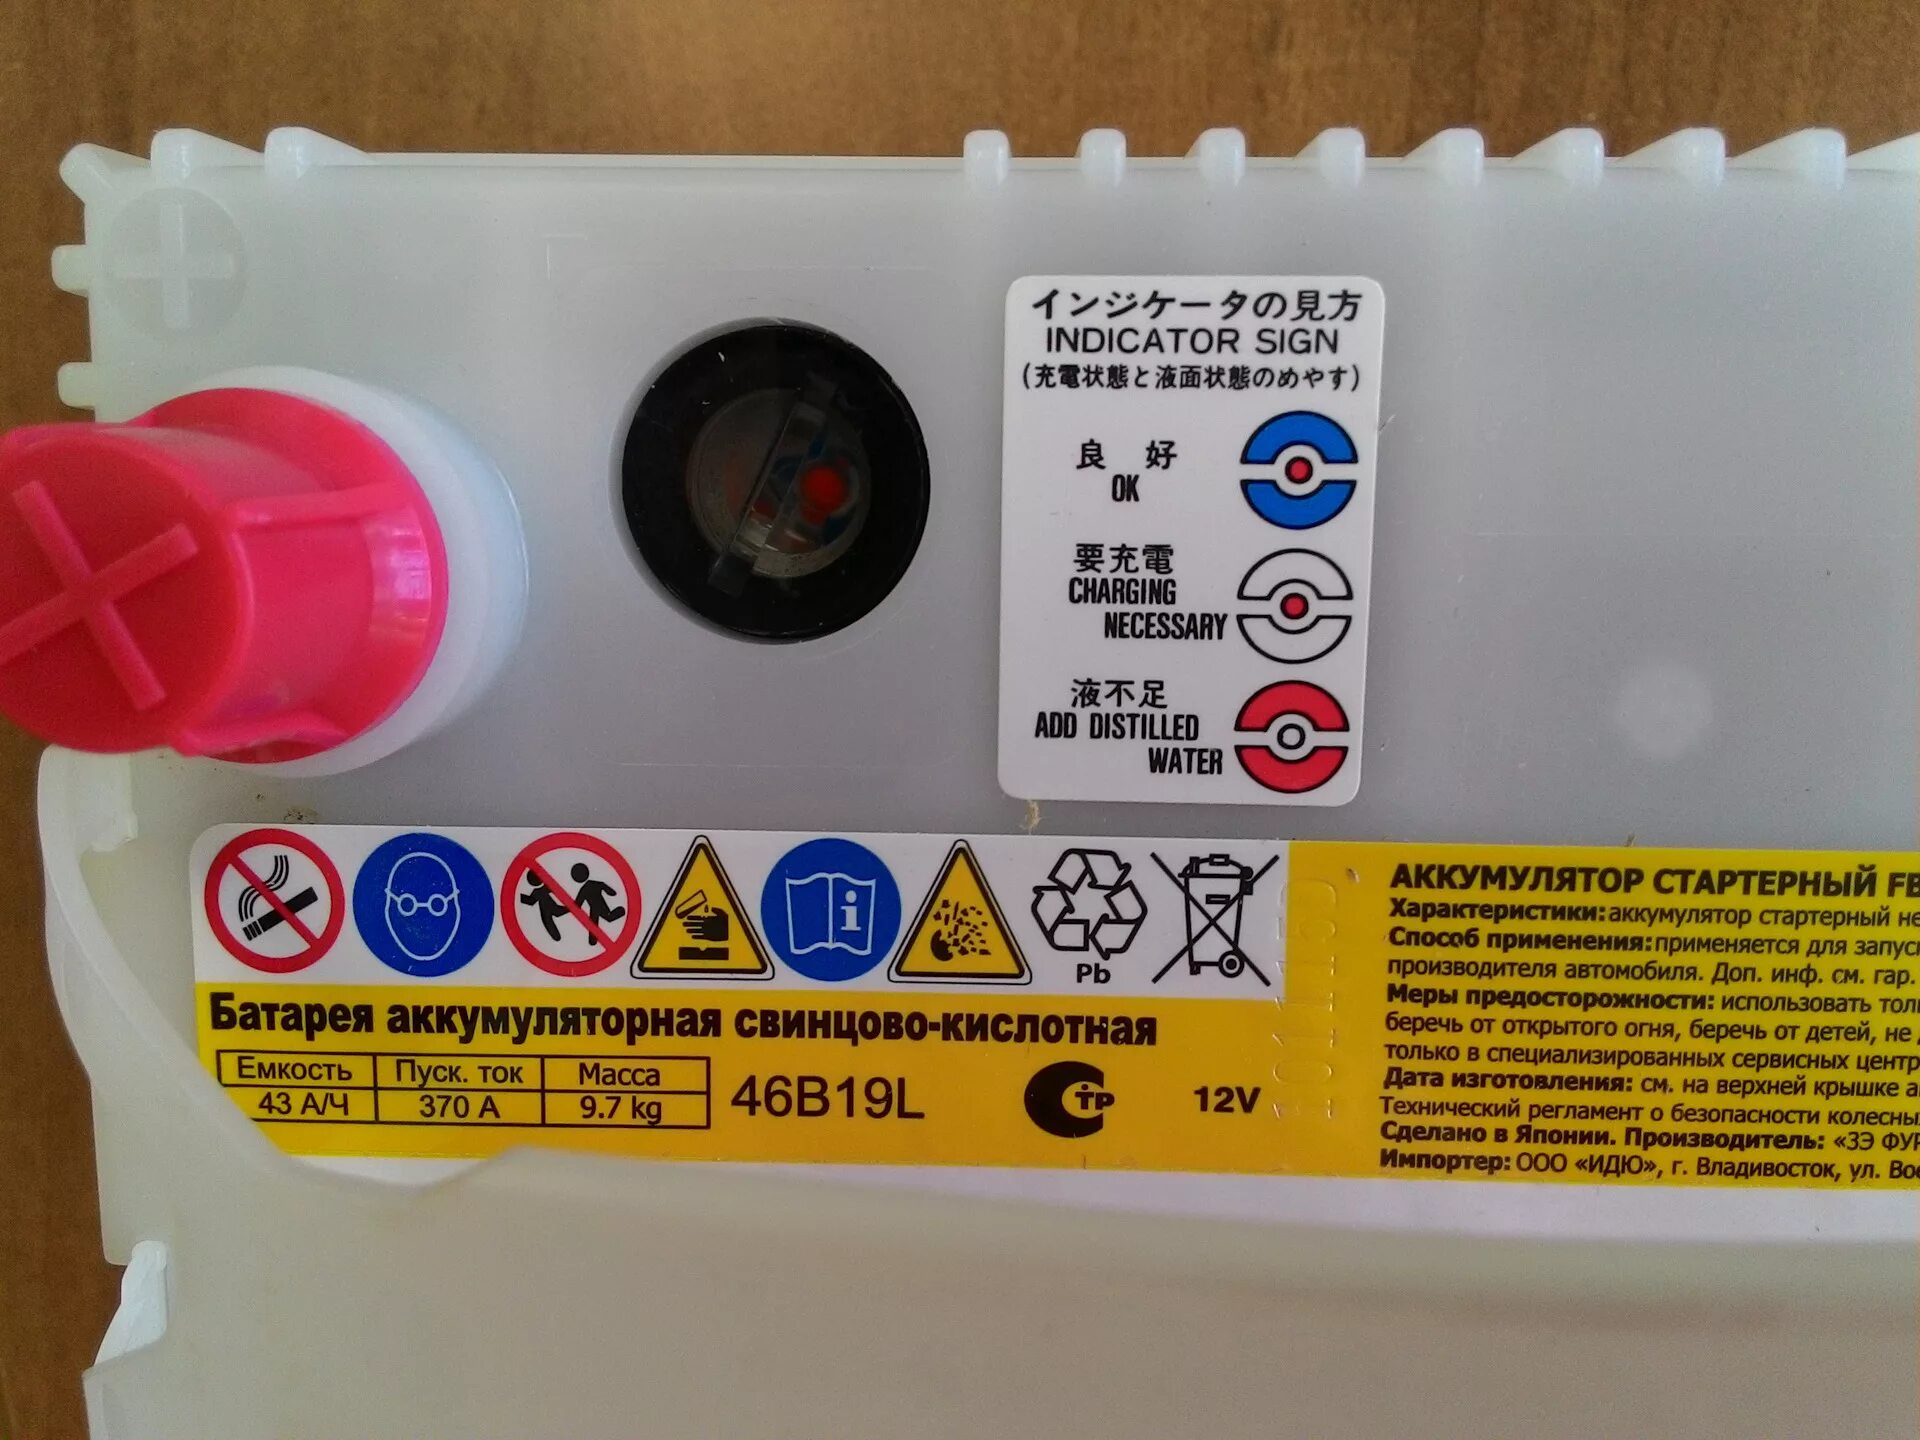 インジケータの見方
INDICATOR SIGN
(充電状態と液面状態のめやす)
良 好
OK
要充電
CHARGING
NECESSARY
液不足
ADD DISTILLED
WATER
Pb
Батарея аккумуляторная свинцово-кислотная
Емкость Пуск. ток Масса
43 А/Ч 370 А 9.7 kg
46B19L
12V
АККУМУЛЯТОР СТАРТЕРНЫЙ FB
Характеристики: аккумулятор стартерный
Способ применения: применяется для
производителя автомобиля. Доп. инф. см. гар.
Меры предосторожности: использовать
беречь от открытого огня, беречь от детей, не
только в специализированных сервисных
Дата изготовления: см. на верхней крышке
Технический регламент о безопасности
Сделано в Японии. Производитель: «ЗЭ
Импортер: ООО «ИДЮ», г. Владивосток, ул.